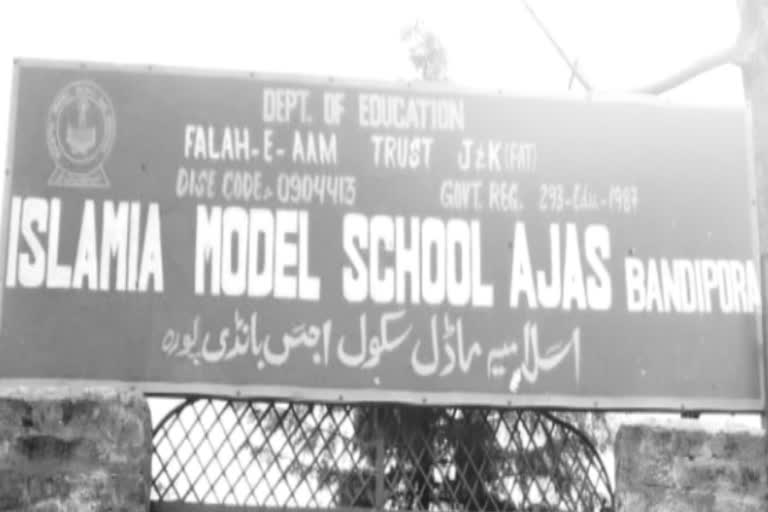 DEPT. OF EDUCATION
FALAH-E-AAM TRUST J&K (FAT)
DISE CODE. 0904413 GOVT. REG. 293-Edu-1987
ISLAMIA MODEL SCHOOL AJAS BANDIPORA
اسلامیہ ماڈل سکول اجس بانڈی پورہ